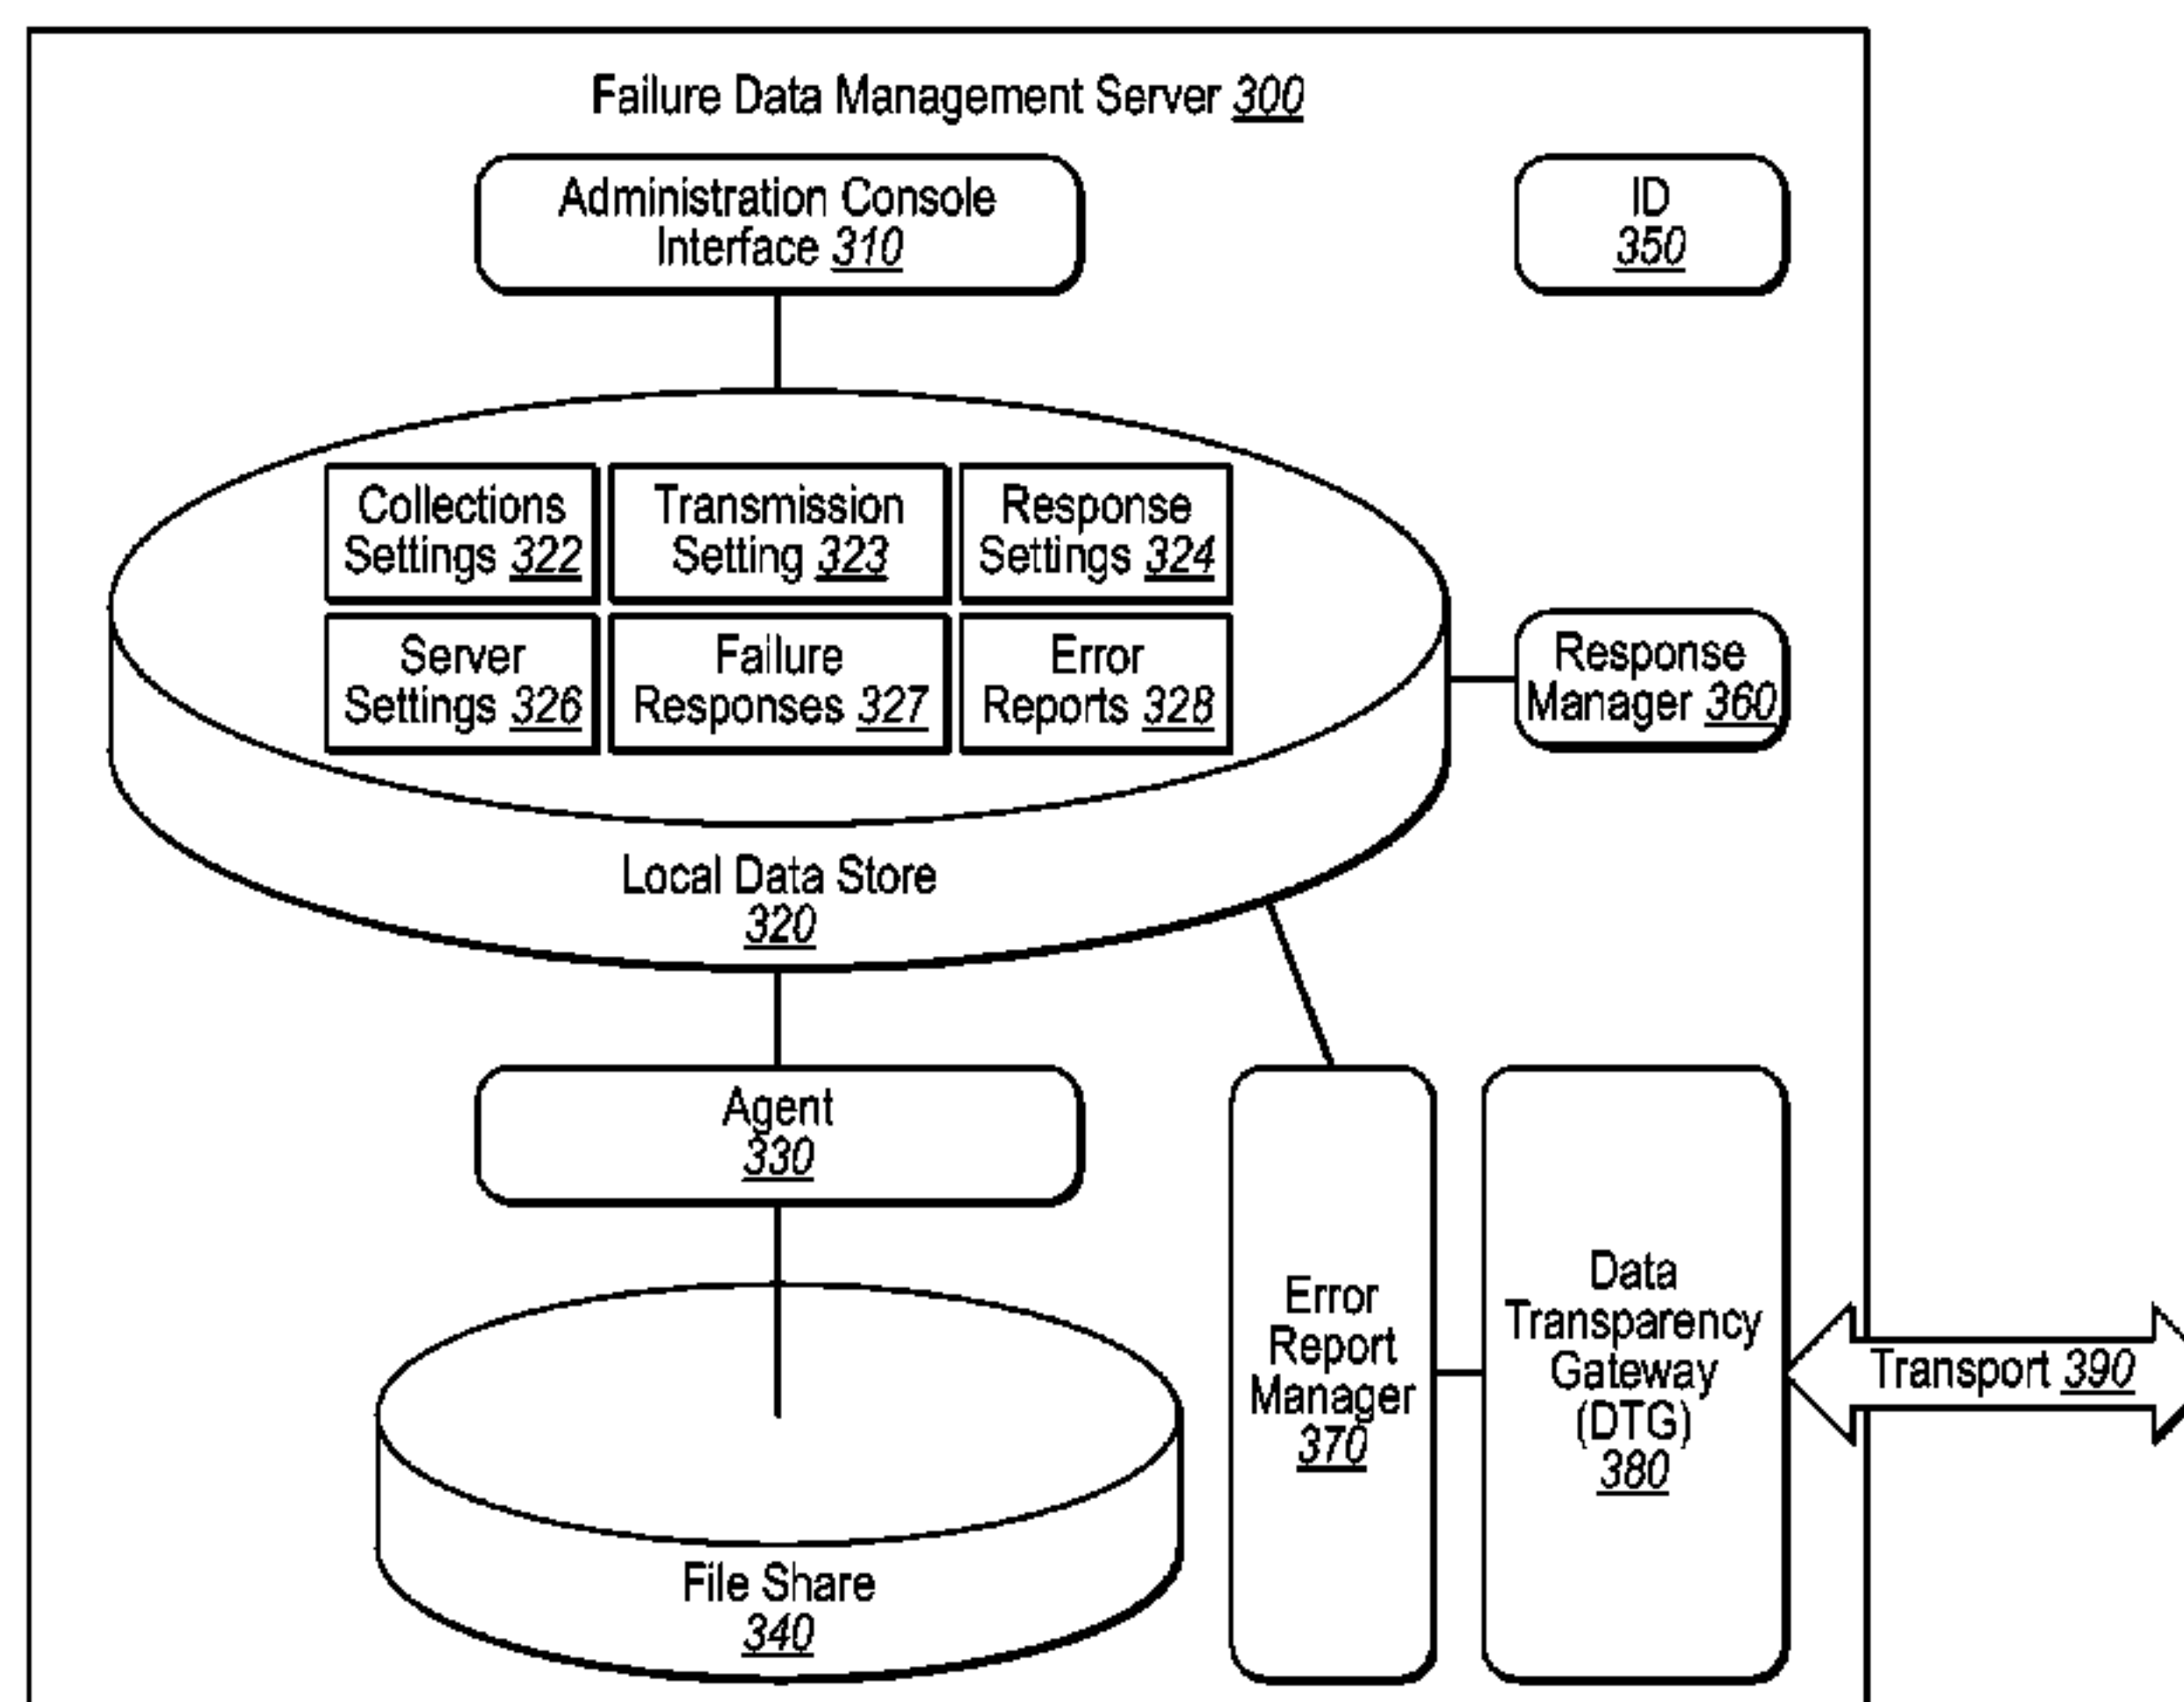 Failure Data Management Server 300
Administration Console
Interface 310
ID
350
Collections
Settings 322
Transmission
Setting 323
Response
Settings 324
Server
Settings 326
Failure
Responses 327
Error
Reports 328
Response
Manager 360
Local Data Store
320
Agent
330
Error
Report
Manager
370
Data
Transparency
Gateway
(DTG)
380
Transport 390
File Share
340